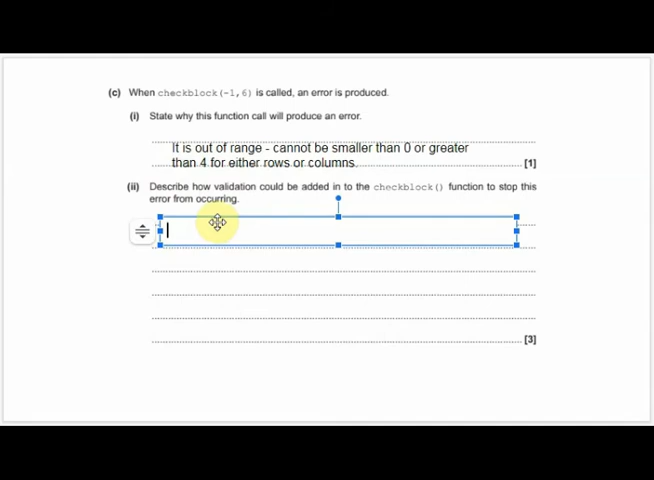 (c) When checkblock(-1,6) is called, an error is produced.
(i) State why this function call will produce an error.
It is out of range - cannot be smaller than 0 or greater
than 4 for either rows or columns.
[1]
(ii) Describe how validation could be added in to the checkblock() function to stop this
error from occurring.
[3]